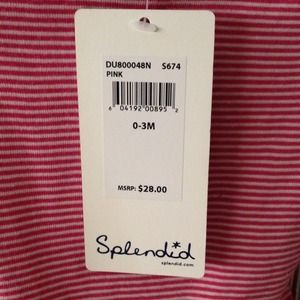 DU800048N S674
PINK
6 04192 00895 2
0-3M
MSRP: $28.00
Splendid
splendid.com